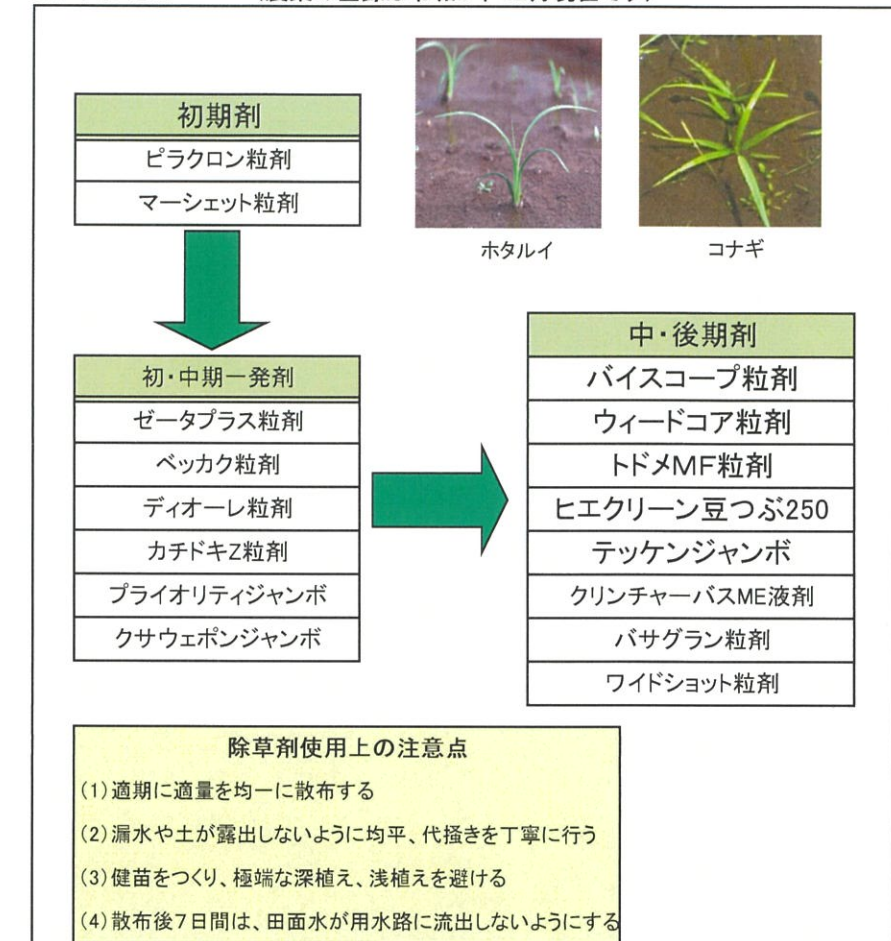 初期剤
ピラクロン粒剤
マーシェット粒剤
ホタルイ
コナギ
初・中期一発剤
ゼータプラス粒剤
ベッカク粒剤
ディオーレ粒剤
カチドキZ粒剤
プライオリティジャンボ
クサウェポンジャンボ
中・後期剤
バイスコープ粒剤
ウィードコア粒剤
トドメMF粒剤
ヒエクリーン豆つぶ250
テッケンジャンボ
クリンチャーバスME液剤
バサグラン粒剤
ワイドショット粒剤
除草剤使用上の注意点
(1)適期に適量を均一に散布する
(2)漏水や土が露出しないように均平、代掻きを丁寧に行う
(3)健苗をつくり、極端な深植え、浅植えを避ける
(4)散布後7日間は、田面水が用水路に流出しないようにする